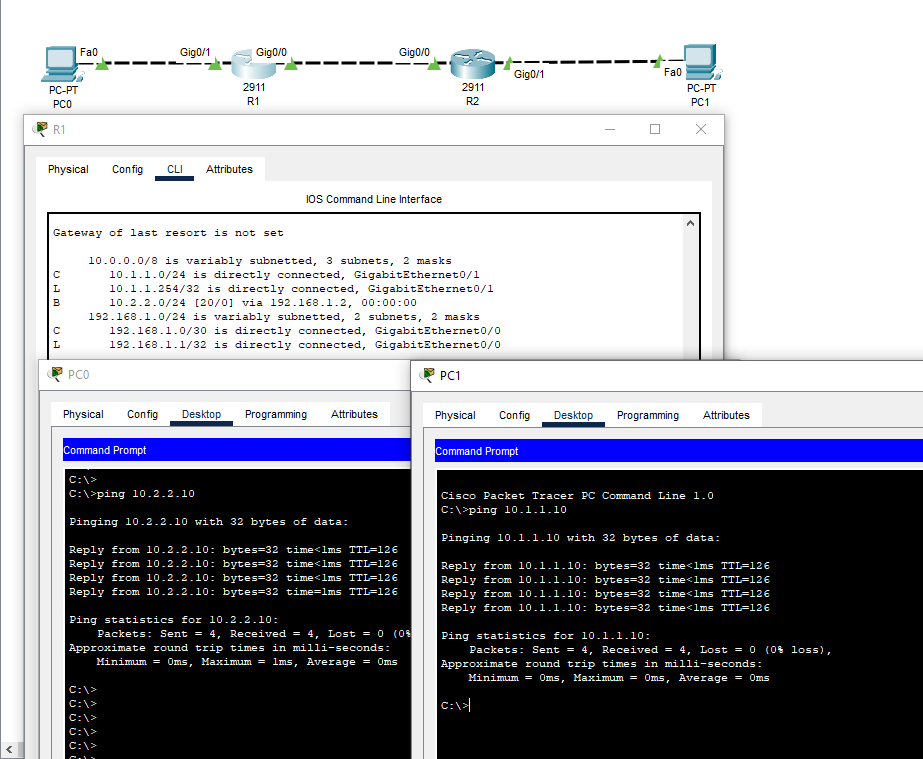 Fa0 Gig0/1 Gig0/0 Gig0/0 Gig0/1 Fa0
PC-PT 2911 2911 PC-PT
PC0 R1 R2 PC1
R1
Physical Config CLI Attributes
IOS Command Line Interface
Gateway of last resort is not set
10.0.0.0/8 is variably subnetted, 3 subnets, 2 masks
C 10.1.1.0/24 is directly connected, GigabitEthernet0/1
L 10.1.1.254/32 is directly connected, GigabitEthernet0/1
B 10.2.2.0/24 [20/0] via 192.168.1.2, 00:00:00
192.168.1.0/24 is variably subnetted, 2 subnets, 2 masks
C 192.168.1.0/30 is directly connected, GigabitEthernet0/0
L 192.168.1.1/32 is directly connected, GigabitEthernet0/0
PC0
Physical Config Desktop Programming Attributes
Command Prompt
C:\>
C:\>ping 10.2.2.10
Pinging 10.2.2.10 with 32 bytes of data:
Reply from 10.2.2.10: bytes=32 time<1ms TTL=126
Reply from 10.2.2.10: bytes=32 time<1ms TTL=126
Reply from 10.2.2.10: bytes=32 time<1ms TTL=126
Reply from 10.2.2.10: bytes=32 time=1ms TTL=126
Ping statistics for 10.2.2.10:
Packets: Sent = 4, Received = 4, Lost = 0 (0%
Approximate round trip times in milli-seconds:
Minimum = 0ms, Maximum = 1ms, Average = 0ms
C:\>
C:\>
C:\>
C:\>
C:\>
C:\>
PC1
Physical Config Desktop Programming Attributes
Command Prompt
Cisco Packet Tracer PC Command Line 1.0
C:\>ping 10.1.1.10
Pinging 10.1.1.10 with 32 bytes of data:
Reply from 10.1.1.10: bytes=32 time<1ms TTL=126
Reply from 10.1.1.10: bytes=32 time<1ms TTL=126
Reply from 10.1.1.10: bytes=32 time<1ms TTL=126
Reply from 10.1.1.10: bytes=32 time<1ms TTL=126
Ping statistics for 10.1.1.10:
Packets: Sent = 4, Received = 4, Lost = 0 (0% loss),
Approximate round trip times in milli-seconds:
Minimum = 0ms, Maximum = 0ms, Average = 0ms
C:\>